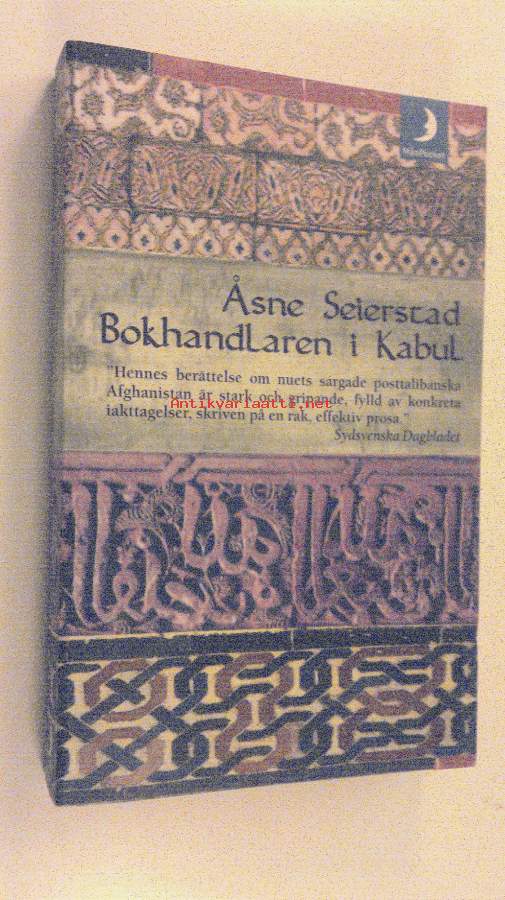 Åsne Seierstad
Bokhandlaren i Kabul
"Hennes berättelse om nuets sargade posttalibanska
Afghanistan är stark och gripande, fylld av konkreta
Antikvariaatti.net
iakttagelser, skriven på en rak, effektiv prosa."
Sydsvenska Dagbladet